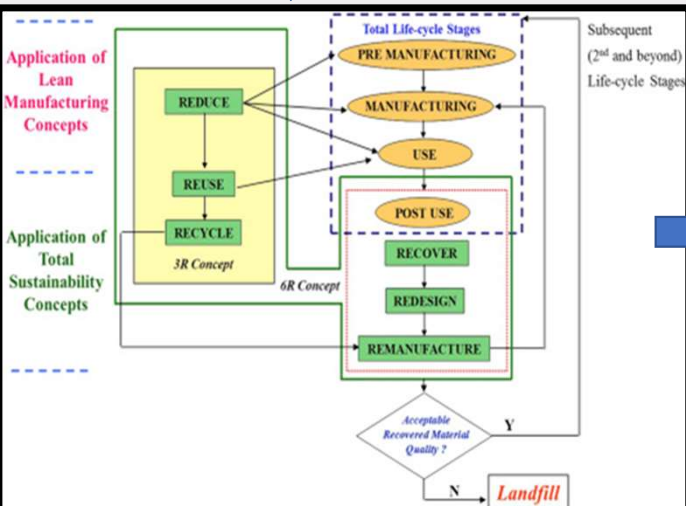 Application of
Lean
Manufacturing
Concepts
Application of
Total
Sustainability
Concepts
REDUCE
REUSE
RECYCLE
3R Concept
6R Concept
Total Life-cycle Stages
PRE MANUFACTURING
MANUFACTURING
USE
POST USE
RECOVER
REDESIGN
REMANUFACTURE
Acceptable
Recovered Material
Quality ?
Y
N
Landfill
Subsequent
(2nd and beyond)
Life-cycle Stages